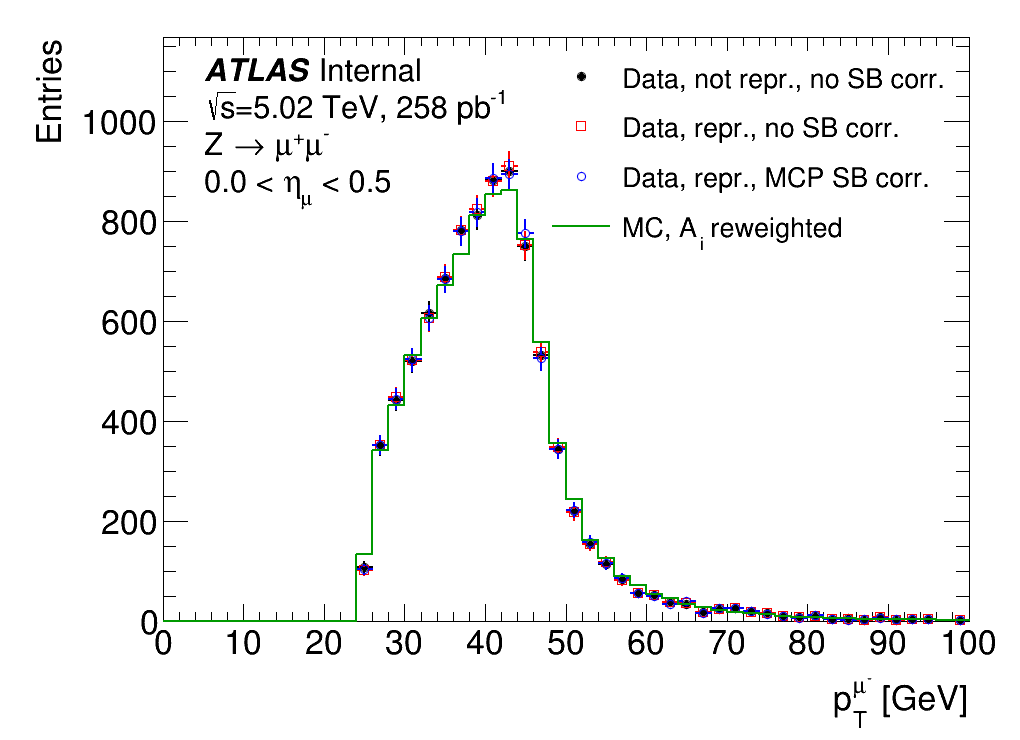 Entries
ATLAS Internal
√s=5.02 TeV, 258 pb⁻¹
Z → μ⁺μ⁻
0.0 < η_μ < 0.5
Data, not repr., no SB corr.
Data, repr., no SB corr.
Data, repr., MCP SB corr.
MC, A_i reweighted
1000
800
600
400
200
0
0 10 20 30 40 50 60 70 80 90 100
p_T^μ⁻ [GeV]